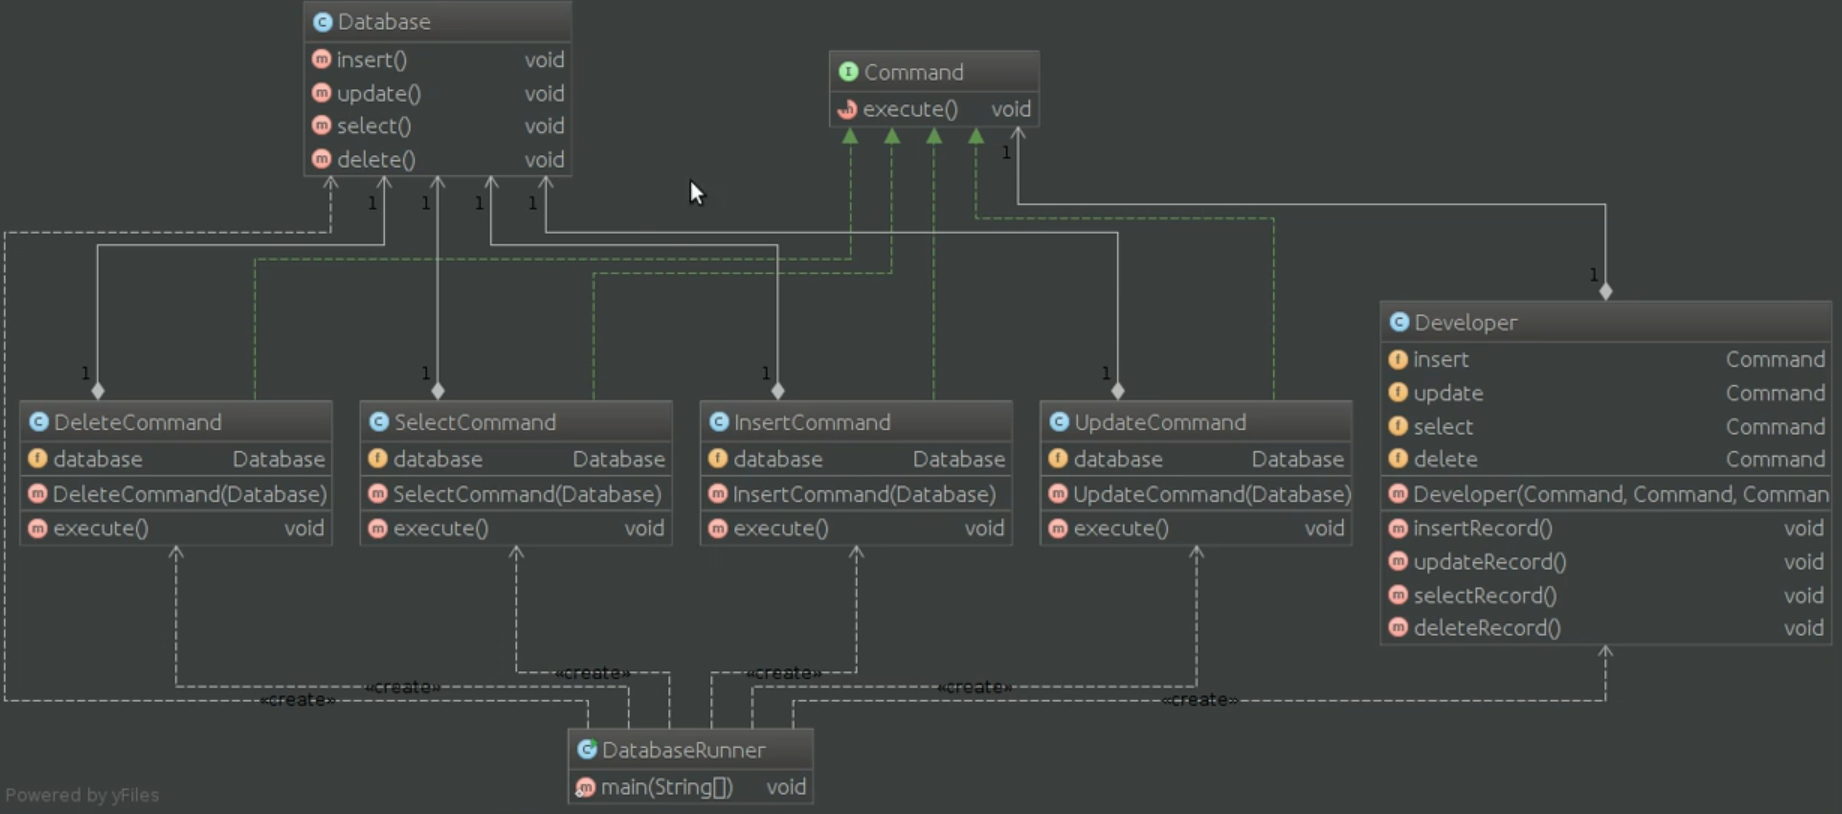 Database
insert() void
update() void
select() void
delete() void
Command
execute() void
1
1 1 1 1
1
1 1 1 1
Developer
insert Command
update Command
select Command
delete Command
Developer(Command, Command, Comman
insertRecord() void
updateRecord() void
selectRecord() void
deleteRecord() void
DeleteCommand
database Database
DeleteCommand(Database)
execute() void
SelectCommand
database Database
SelectCommand(Database)
execute() void
InsertCommand
database Database
InsertCommand(Database)
execute() void
UpdateCommand
database Database
UpdateCommand(Database)
execute() void
«create» «create»
«create» «create»
«create» «create»
DatabaseRunner
main(String[]) void
Powered by yFiles